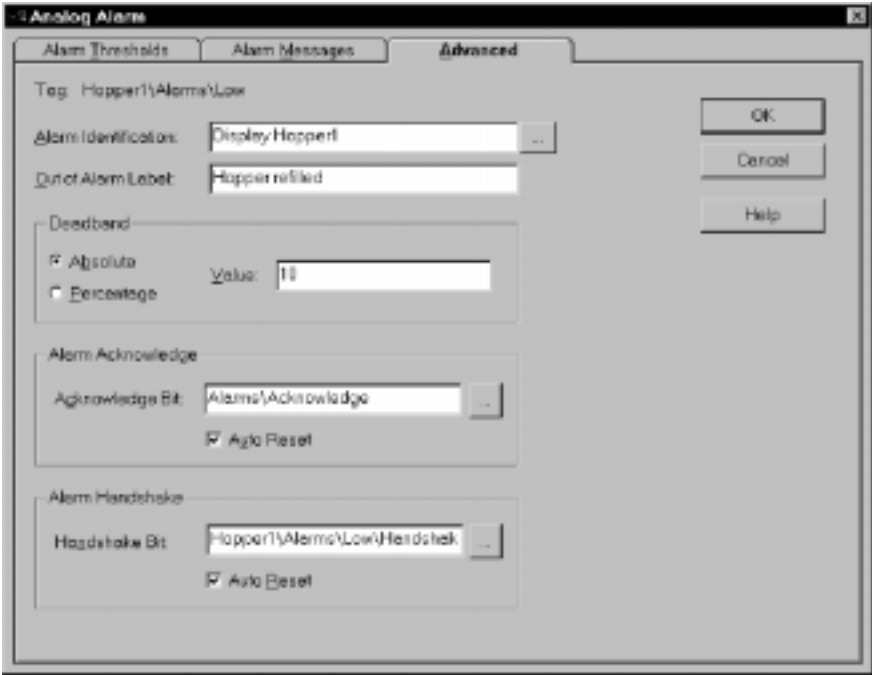 Analog Alarm
Alarm Thresholds
Alarm Messages
Advanced
Tag: Hopper1\Alarms\Low
Alarm Identification:
Display Hopper1
...
Out of Alarm Label:
Hopper refilled
OK
Cancel
Help
Deadband
Absolute
Percentage
Value:
10
Alarm Acknowledge
Acknowledge Bit:
Alarms\Acknowledge
...
Auto Reset
Alarm Handshake
Handshake Bit:
Hopper1\Alarms\Low\Handshak
...
Auto Reset